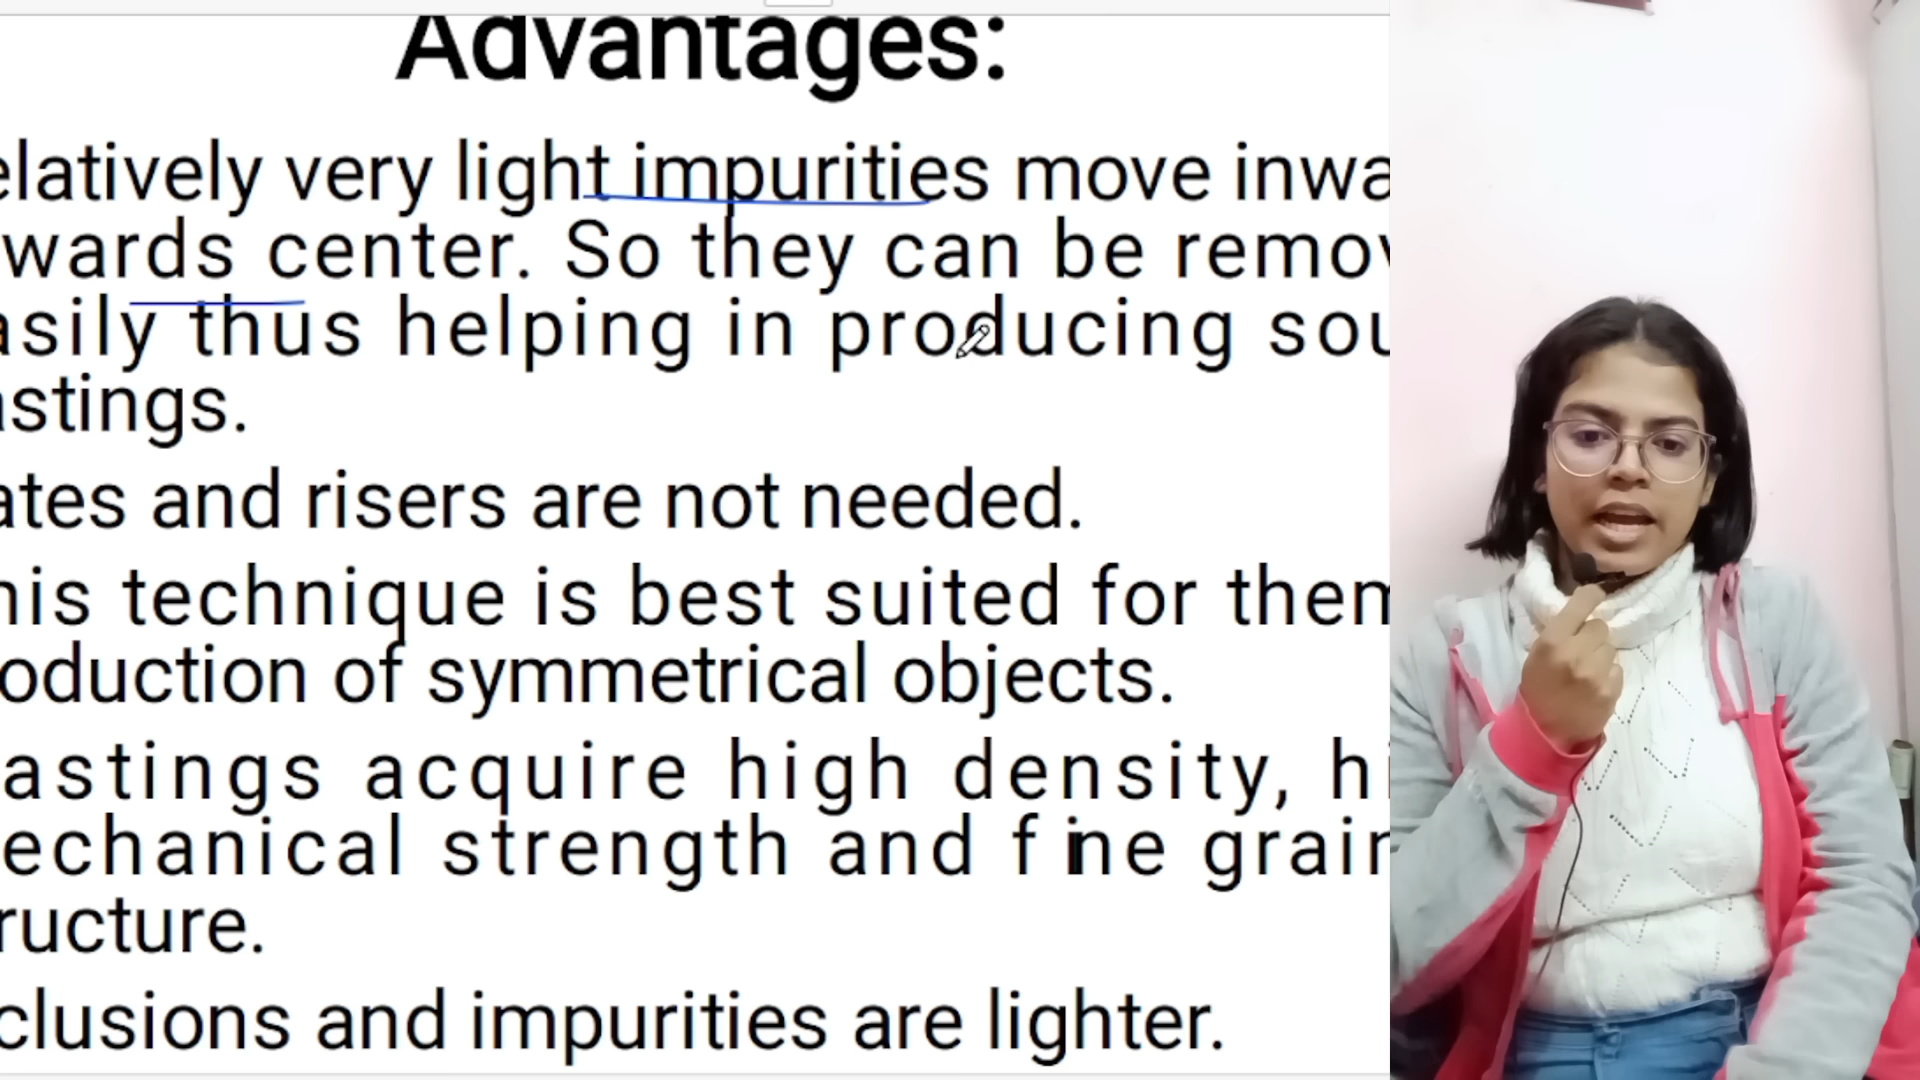 Advantages:
elatively very light impurities move inwa
wards center. So they can be remov
asily thus helping in producing sou
astings.
ates and risers are not needed.
his technique is best suited for them
oduction of symmetrical objects.
astings acquire high density, hi
echanical strength and fine grain
ructure.
clusions and impurities are lighter.